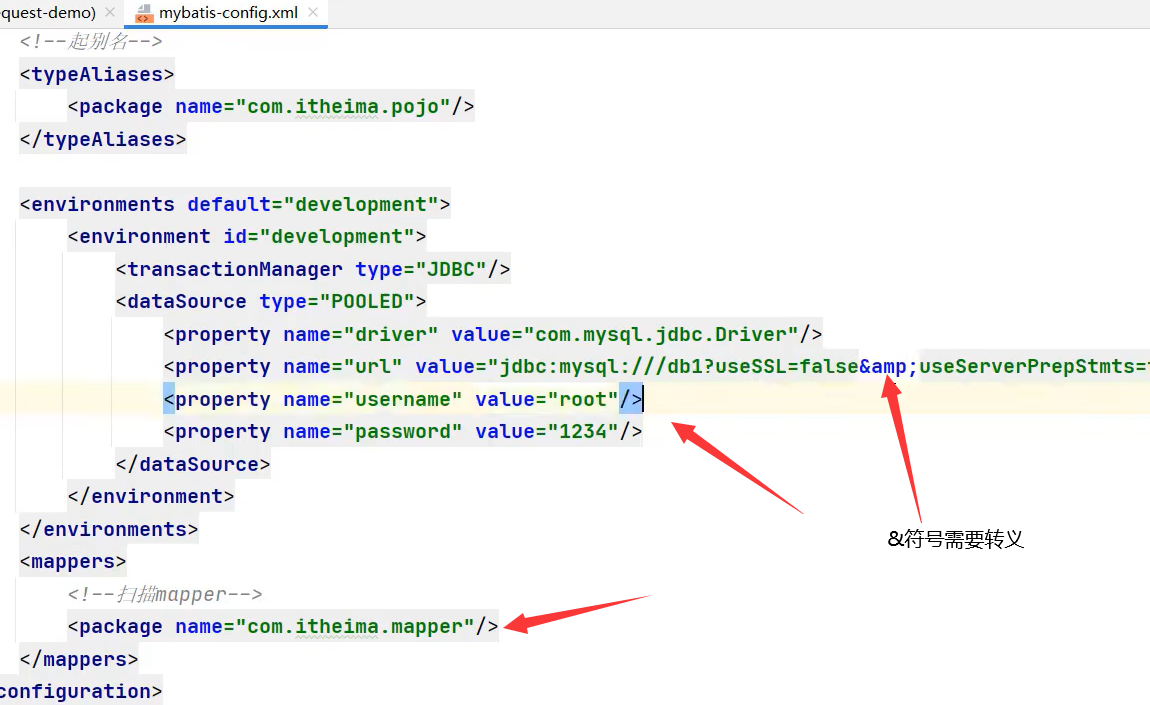 quest-demo) mybatis-config.xml
<!--起别名-->
<typeAliases>
<package name="com.itheima.pojo"/>
</typeAliases>
<environments default="development">
<environment id="development">
<transactionManager type="JDBC"/>
<dataSource type="POOLED">
<property name="driver" value="com.mysql.jdbc.Driver"/>
<property name="url" value="jdbc:mysql:///db1?useSSL=false&amp;useServerPrepStmts=
<property name="username" value="root"/>
<property name="password" value="1234"/>
</dataSource>
</environment>
&符号需要转义
</environments>
<mappers>
<!--扫描mapper-->
<package name="com.itheima.mapper"/>
</mappers>
configuration>